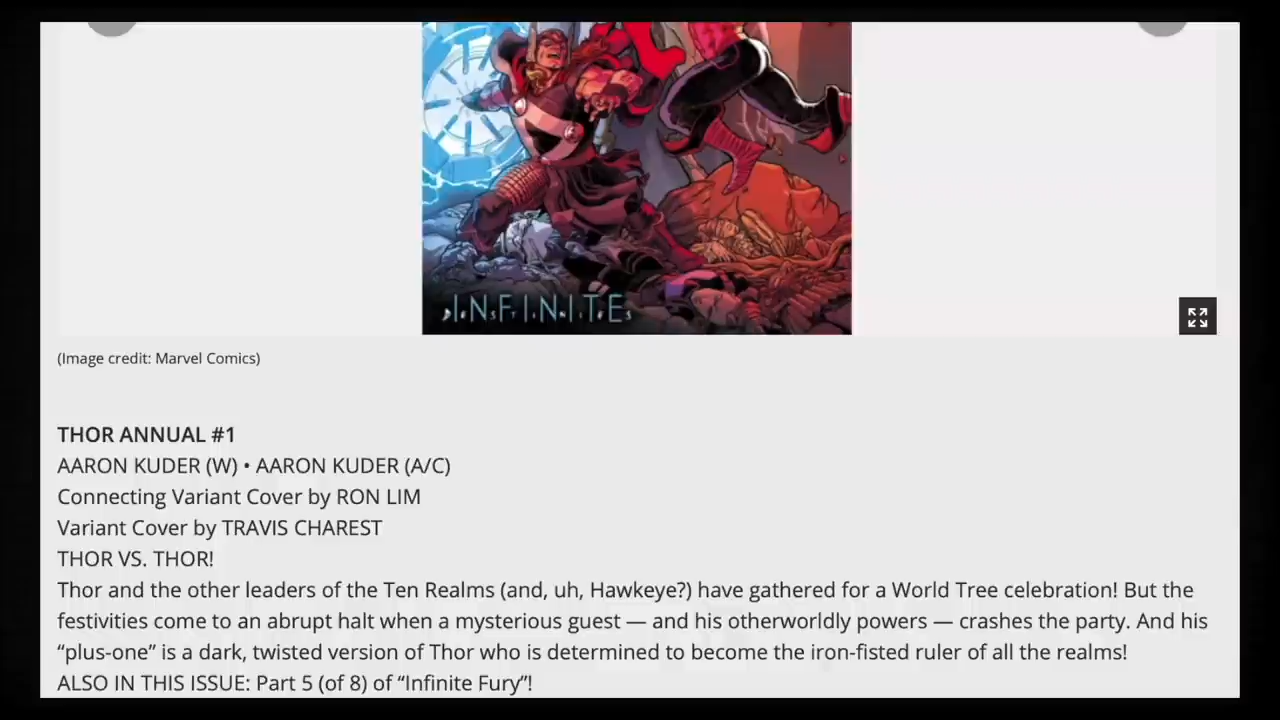 INFINITE
DESTINIES
(Image credit: Marvel Comics)
THOR ANNUAL #1
AARON KUDER (W) • AARON KUDER (A/C)
Connecting Variant Cover by RON LIM
Variant Cover by TRAVIS CHAREST
THOR VS. THOR!
Thor and the other leaders of the Ten Realms (and, uh, Hawkeye?) have gathered for a World Tree celebration! But the
festivities come to an abrupt halt when a mysterious guest — and his otherworldly powers — crashes the party. And his
“plus-one” is a dark, twisted version of Thor who is determined to become the iron-fisted ruler of all the realms!
ALSO IN THIS ISSUE: Part 5 (of 8) of “Infinite Fury”!